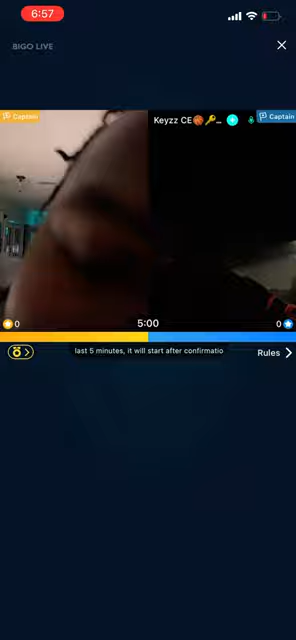 6:57
BIGO LIVE
Captain
Keyzz CE🏀🔑...
Captain
0
5:00
0
last 5 minutes, it will start after confirmatio
Rules